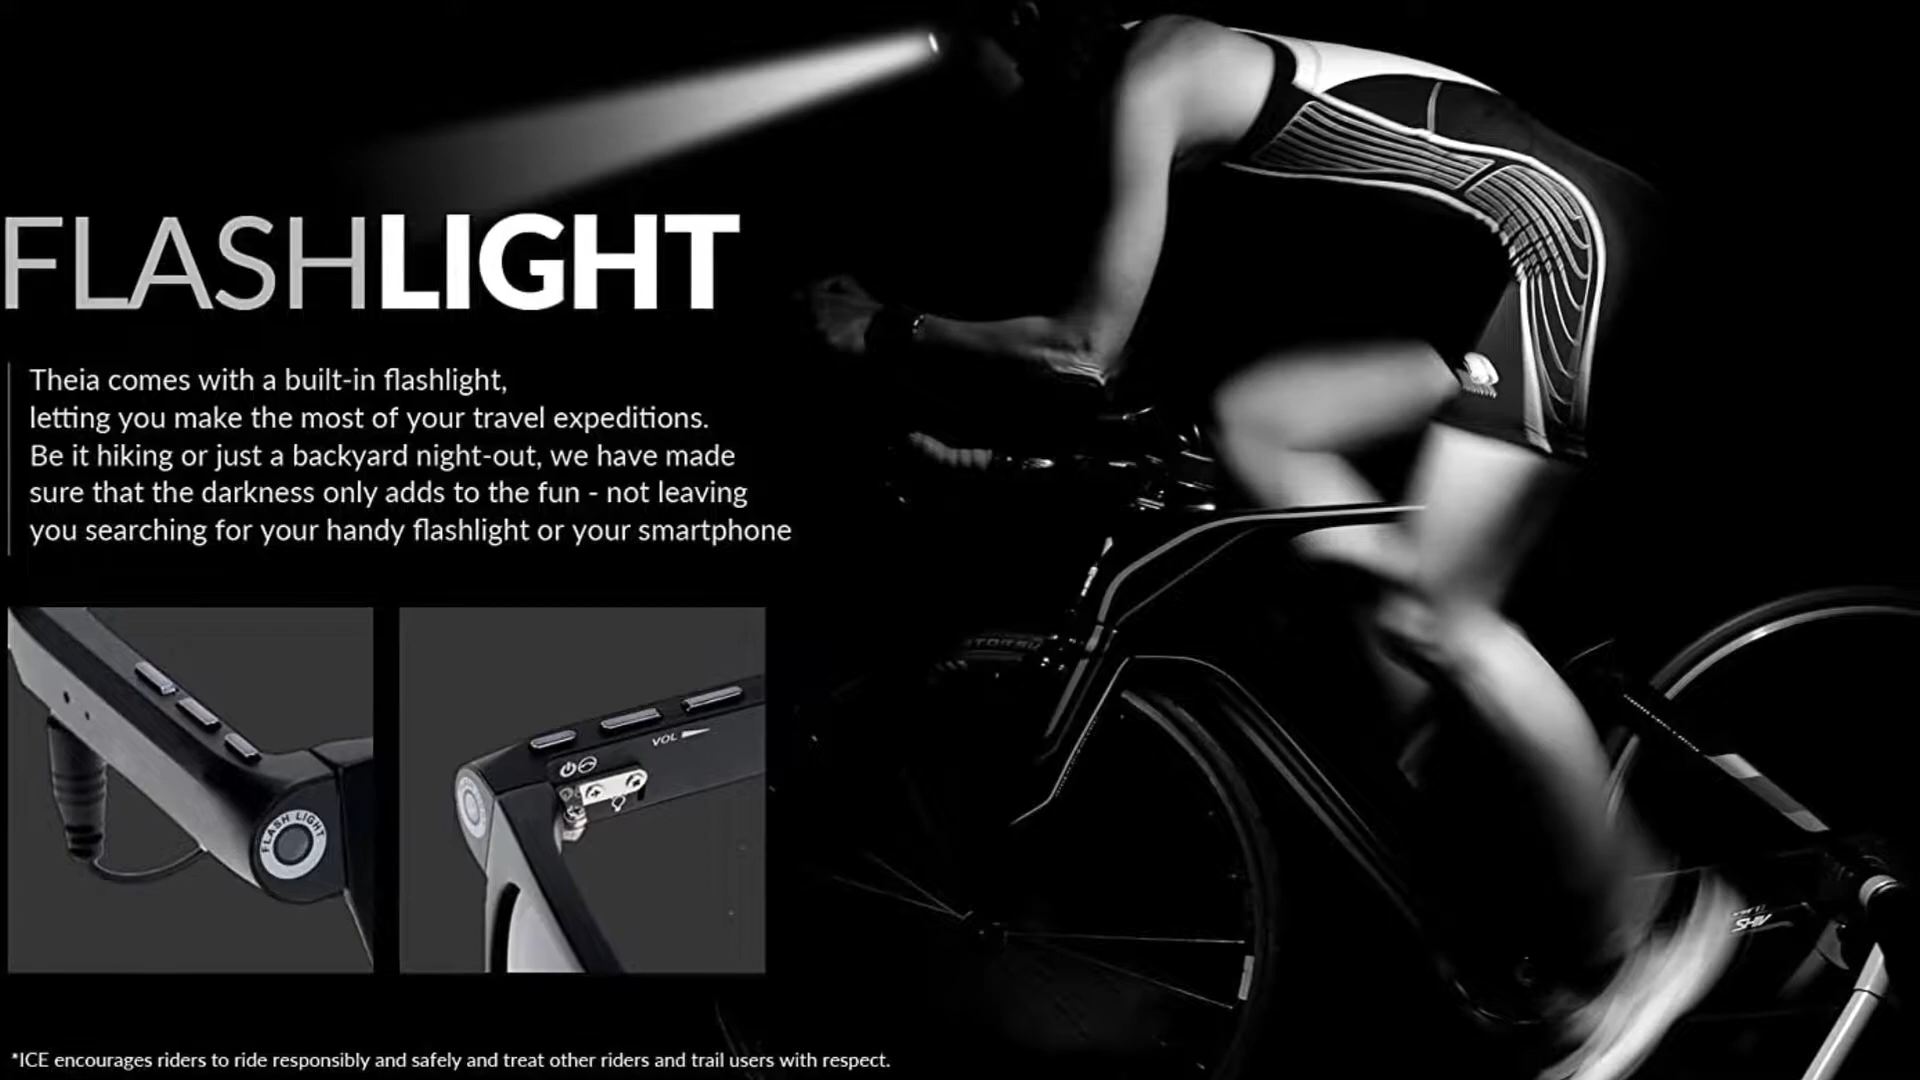 FLASHLIGHT
Theia comes with a built-in flashlight,
letting you make the most of your travel expeditions.
Be it hiking or just a backyard night-out, we have made
sure that the darkness only adds to the fun - not leaving
you searching for your handy flashlight or your smartphone
FLASH LIGHT
VOL
SHIV
*ICE encourages riders to ride responsibly and safely and treat other riders and trail users with respect.